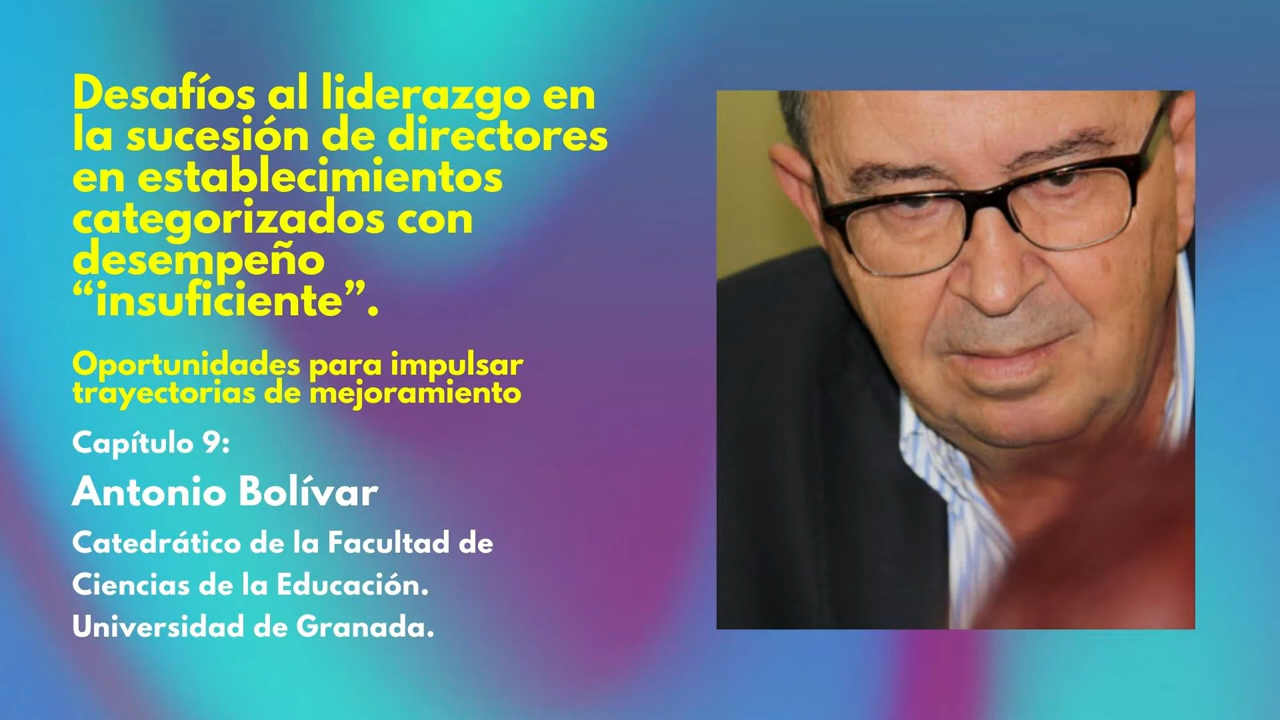 Desafíos al liderazgo en
la sucesión de directores
en establecimientos
categorizados con
desempeño
“insuficiente”.
Oportunidades para impulsar
trayectorias de mejoramiento
Capítulo 9:
Antonio Bolívar
Catedrático de la Facultad de
Ciencias de la Educación.
Universidad de Granada.